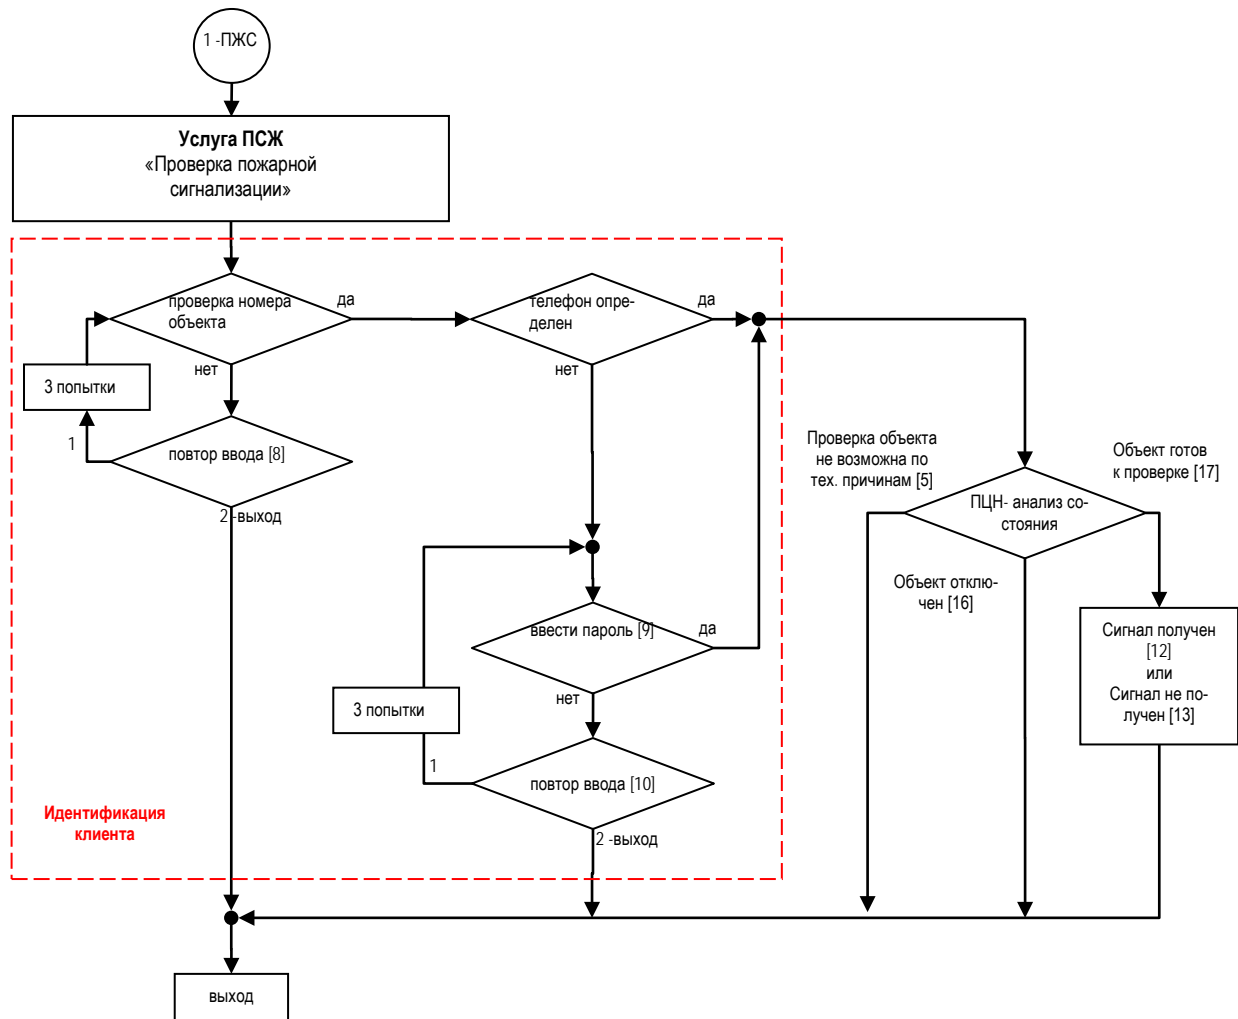 1 -ПЖС
Услуга ПСЖ
«Проверка пожарной
сигнализации»
проверка номера
объекта
да
телефон опре-
делен
да
нет
нет
3 попытки
1
повтор ввода [8]
2 -выход
Проверка объекта
не возможна по
тех. причинам [5]
Объект готов
к проверке [17]
ПЦН- анализ со-
стояния
Объект отклю-
чен [16]
ввести пароль [9]
да
нет
Сигнал получен
[12]
или
Сигнал не по-
лучен [13]
3 попытки
1
повтор ввода [10]
2 -выход
Идентификация
клиента
выход